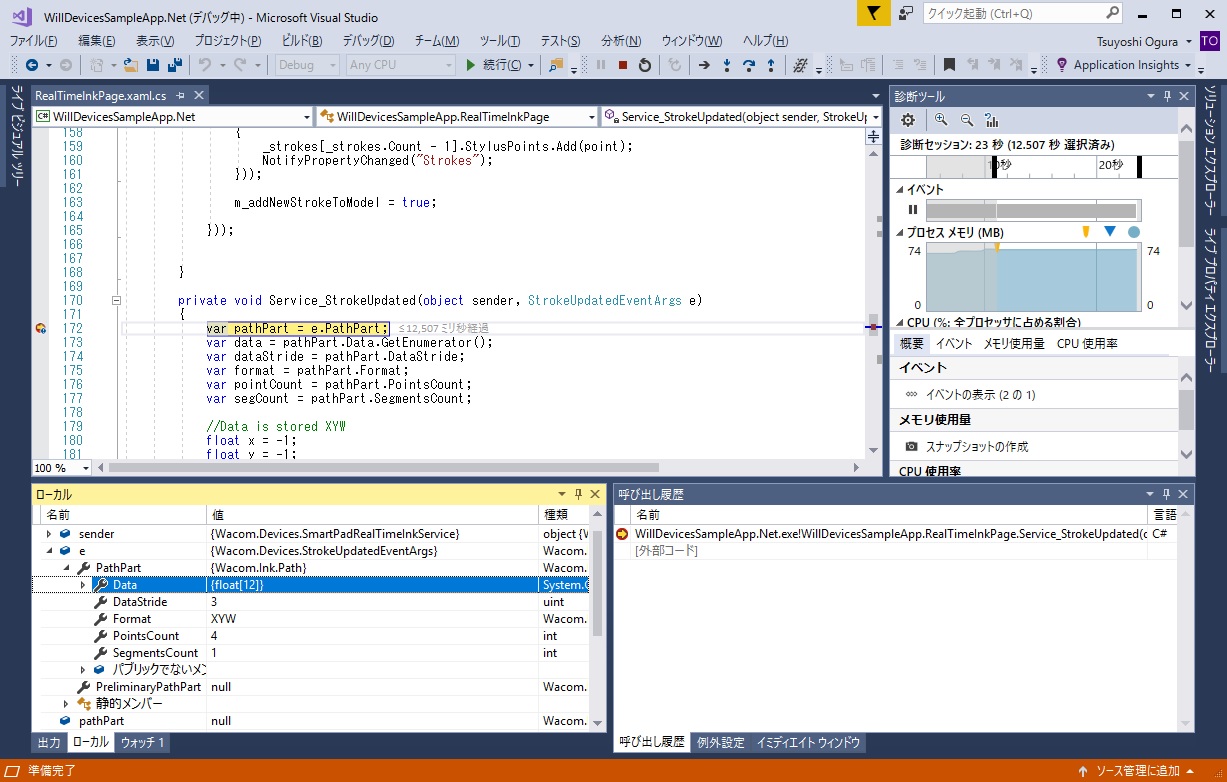 WillDevicesSampleApp.Net (デバッグ中) - Microsoft Visual Studio
クイック起動 (Ctrl+Q)
ファイル(F) 編集(E) 表示(V) プロジェクト(P) ビルド(B) デバッグ(D) チーム(M) ツール(T) テスト(S) 分析(N) ウィンドウ(W) ヘルプ(H)
Tsuyoshi Ogura TO
Debug Any CPU 続行(C) Application Insights
ライブ ビジュアル ツリー
RealTimeInkPage.xaml.cs
C# WillDevicesSampleApp.Net
WillDevicesSampleApp.RealTimeInkPage
Service_StrokeUpdated(object sender, StrokeU
158 {
159 _strokes[_strokes.Count - 1].StylusPoints.Add(point);
160 NotifyPropertyChanged("Strokes");
161 }));
162
163 m_addNewStrokeToModel = true;
164
165 }));
166
167
168 }
169
170 private void Service_StrokeUpdated(object sender, StrokeUpdatedEventArgs e)
171 {
172 var pathPart = e.PathPart; ≤12,507 ミリ秒経過
173 var data = pathPart.Data.GetEnumerator();
174 var dataStride = pathPart.DataStride;
175 var format = pathPart.Format;
176 var pointCount = pathPart.PointsCount;
177 var segCount = pathPart.SegmentsCount;
178
179 //Data is stored XYW
180 float x = -1;
181 float y = -1;
100 %
診断ツール
診断セッション: 23 秒 (12.507 秒 選択済み)
10秒 20秒
イベント
プロセス メモリ (MB)
74 74
0 0
CPU (%: 全プロセッサに占める割合)
概要 イベント メモリ使用量 CPU 使用率
イベント
イベントの表示 (2 の 1)
メモリ使用量
スナップショットの作成
CPU 使用率
ソリューション エクスプローラー
ライブ プロパティ エクスプローラー
ローカル
名前 値 種類
sender {Wacom.Devices.SmartPadRealTimeInkService} object {W
e {Wacom.Devices.StrokeUpdatedEventArgs} Wacom.
PathPart {Wacom.Ink.Path} Wacom.
Data {float[12]} System.C
DataStride 3 uint
Format XYW Wacom.
PointsCount 4 int
SegmentsCount 1 int
パブリックでないメン
PreliminaryPathPart null Wacom.
静的メンバー
pathPart null Wacom.
出力 ローカル ウォッチ 1
呼び出し履歴
名前 言語
WillDevicesSampleApp.Net.exe!WillDevicesSampleApp.RealTimeInkPage.Service_StrokeUpdated(c C#
[外部コード]
呼び出し履歴 例外設定 イミディエイト ウィンドウ
準備完了
ソース管理に追加